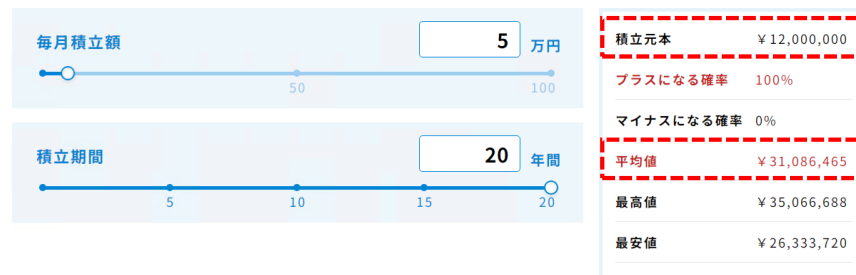 毎月積立額
5 万円
50 100
積立期間
20 年間
5 10 15 20
積立元本 ￥12,000,000
プラスになる確率 100%
マイナスになる確率 0%
平均値 ￥31,086,465
最高値 ￥35,066,688
最安値 ￥26,333,720